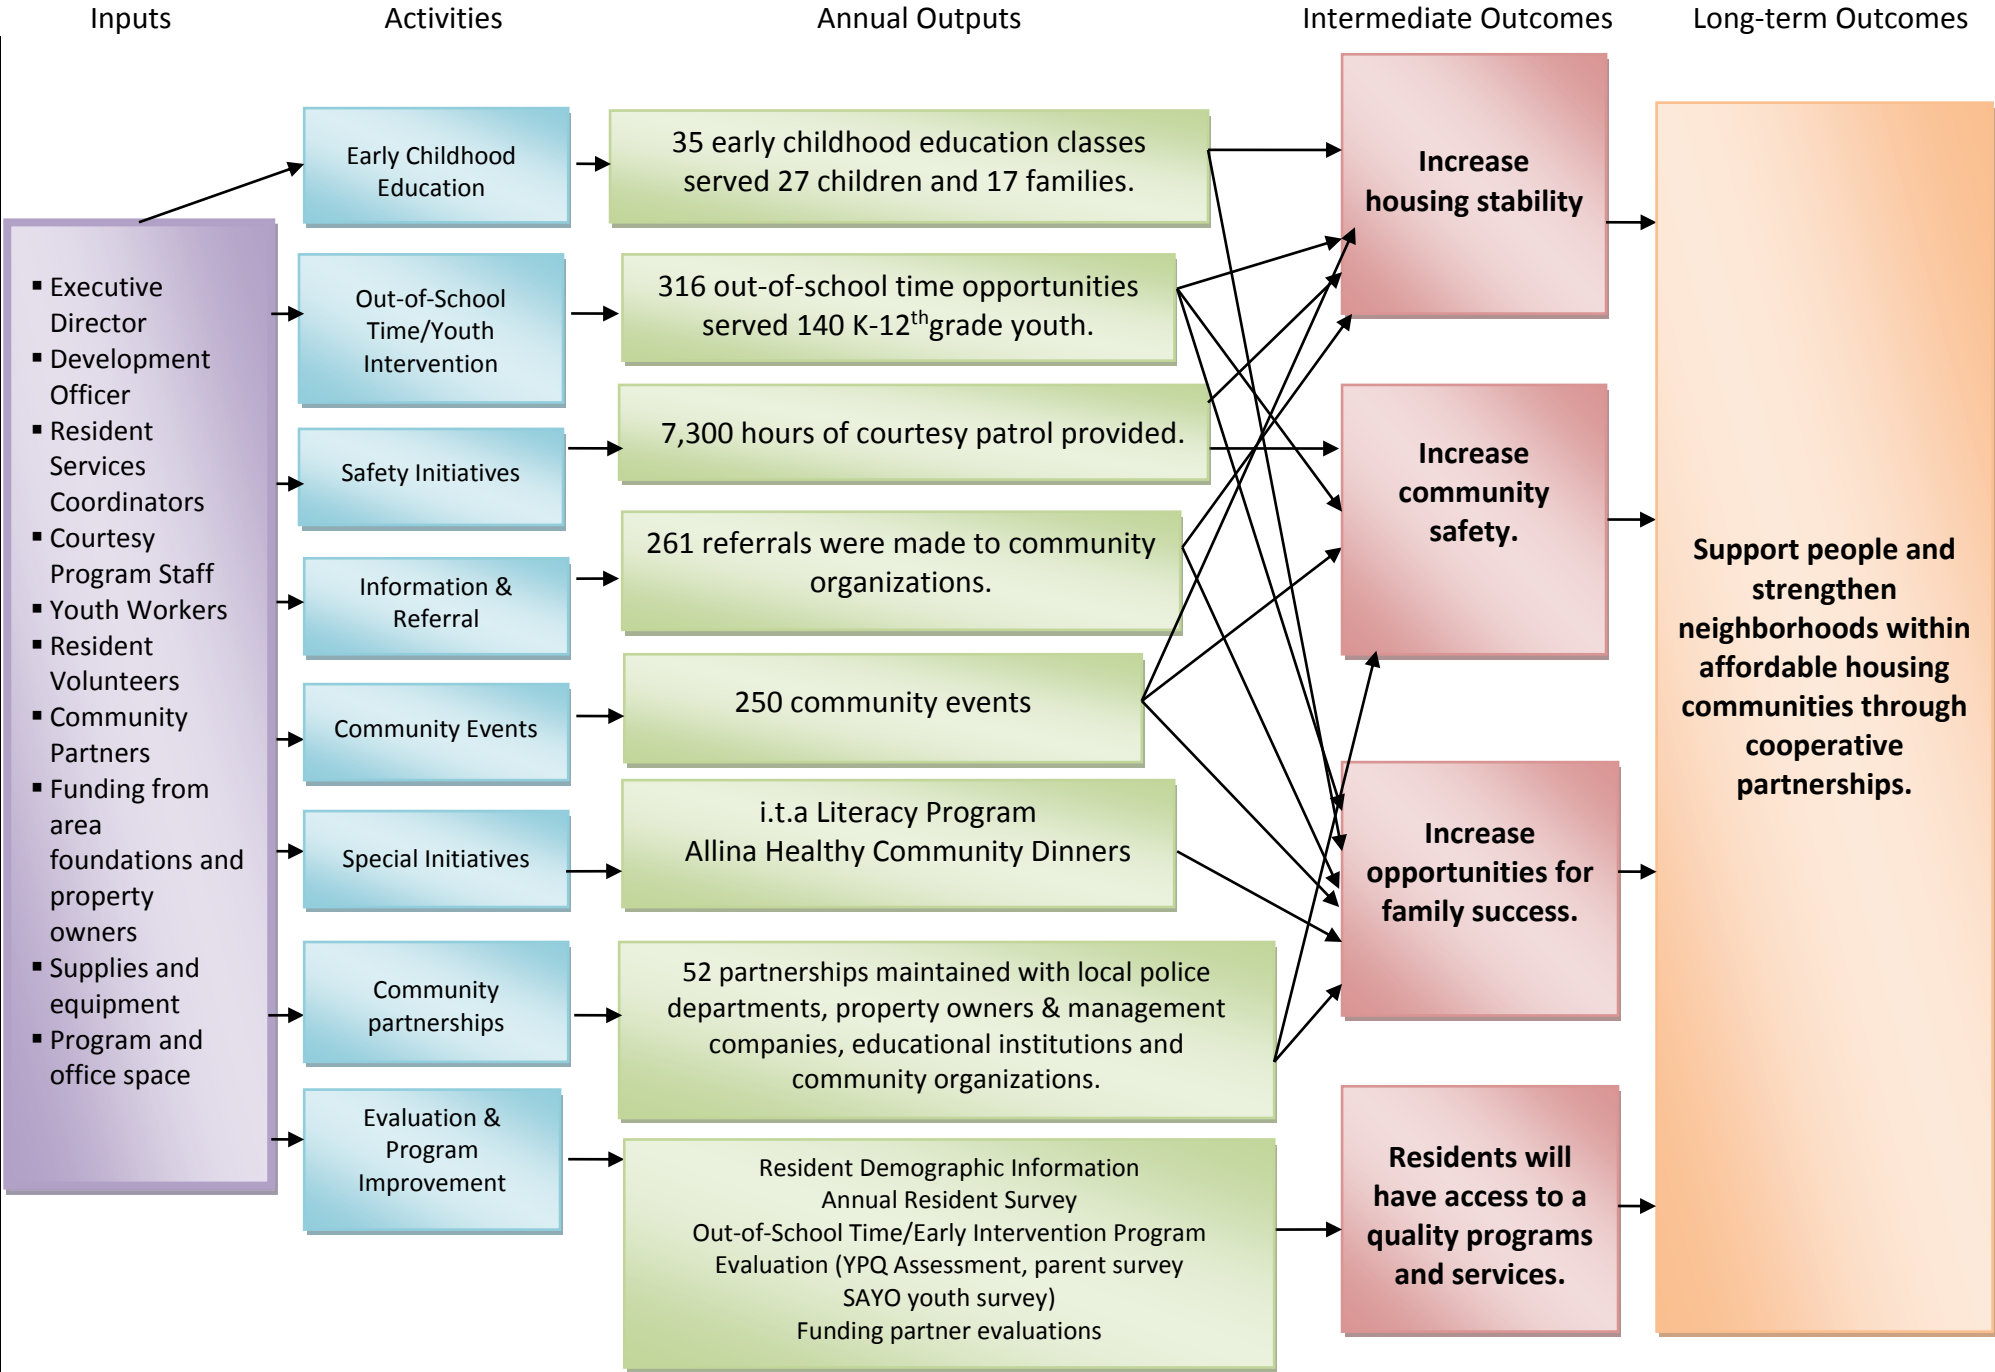 Inputs
Activities
Annual Outputs
Intermediate Outcomes
Long-term Outcomes
▪ Executive
Director
▪ Development
Officer
▪ Resident
Services
Coordinators
▪ Courtesy
Program Staff
▪ Youth Workers
▪ Resident
Volunteers
▪ Community
Partners
▪ Funding from
area
foundations and
property
owners
▪ Supplies and
equipment
▪ Program and
office space
Early Childhood
Education
Out-of-School
Time/Youth
Intervention
Safety Initiatives
Information &
Referral
Community Events
Special Initiatives
Community
partnerships
Evaluation &
Program
Improvement
35 early childhood education classes
served 27 children and 17 families.
316 out-of-school time opportunities
served 140 K-12thgrade youth.
7,300 hours of courtesy patrol provided.
261 referrals were made to community
organizations.
250 community events
i.t.a Literacy Program
Allina Healthy Community Dinners
52 partnerships maintained with local police
departments, property owners & management
companies, educational institutions and
community organizations.
Resident Demographic Information
Annual Resident Survey
Out-of-School Time/Early Intervention Program
Evaluation (YPQ Assessment, parent survey
SAYO youth survey)
Funding partner evaluations
Increase
housing stability
Increase
community
safety.
Increase
opportunities for
family success.
Residents will
have access to a
quality programs
and services.
Support people and
strengthen
neighborhoods within
affordable housing
communities through
cooperative
partnerships.